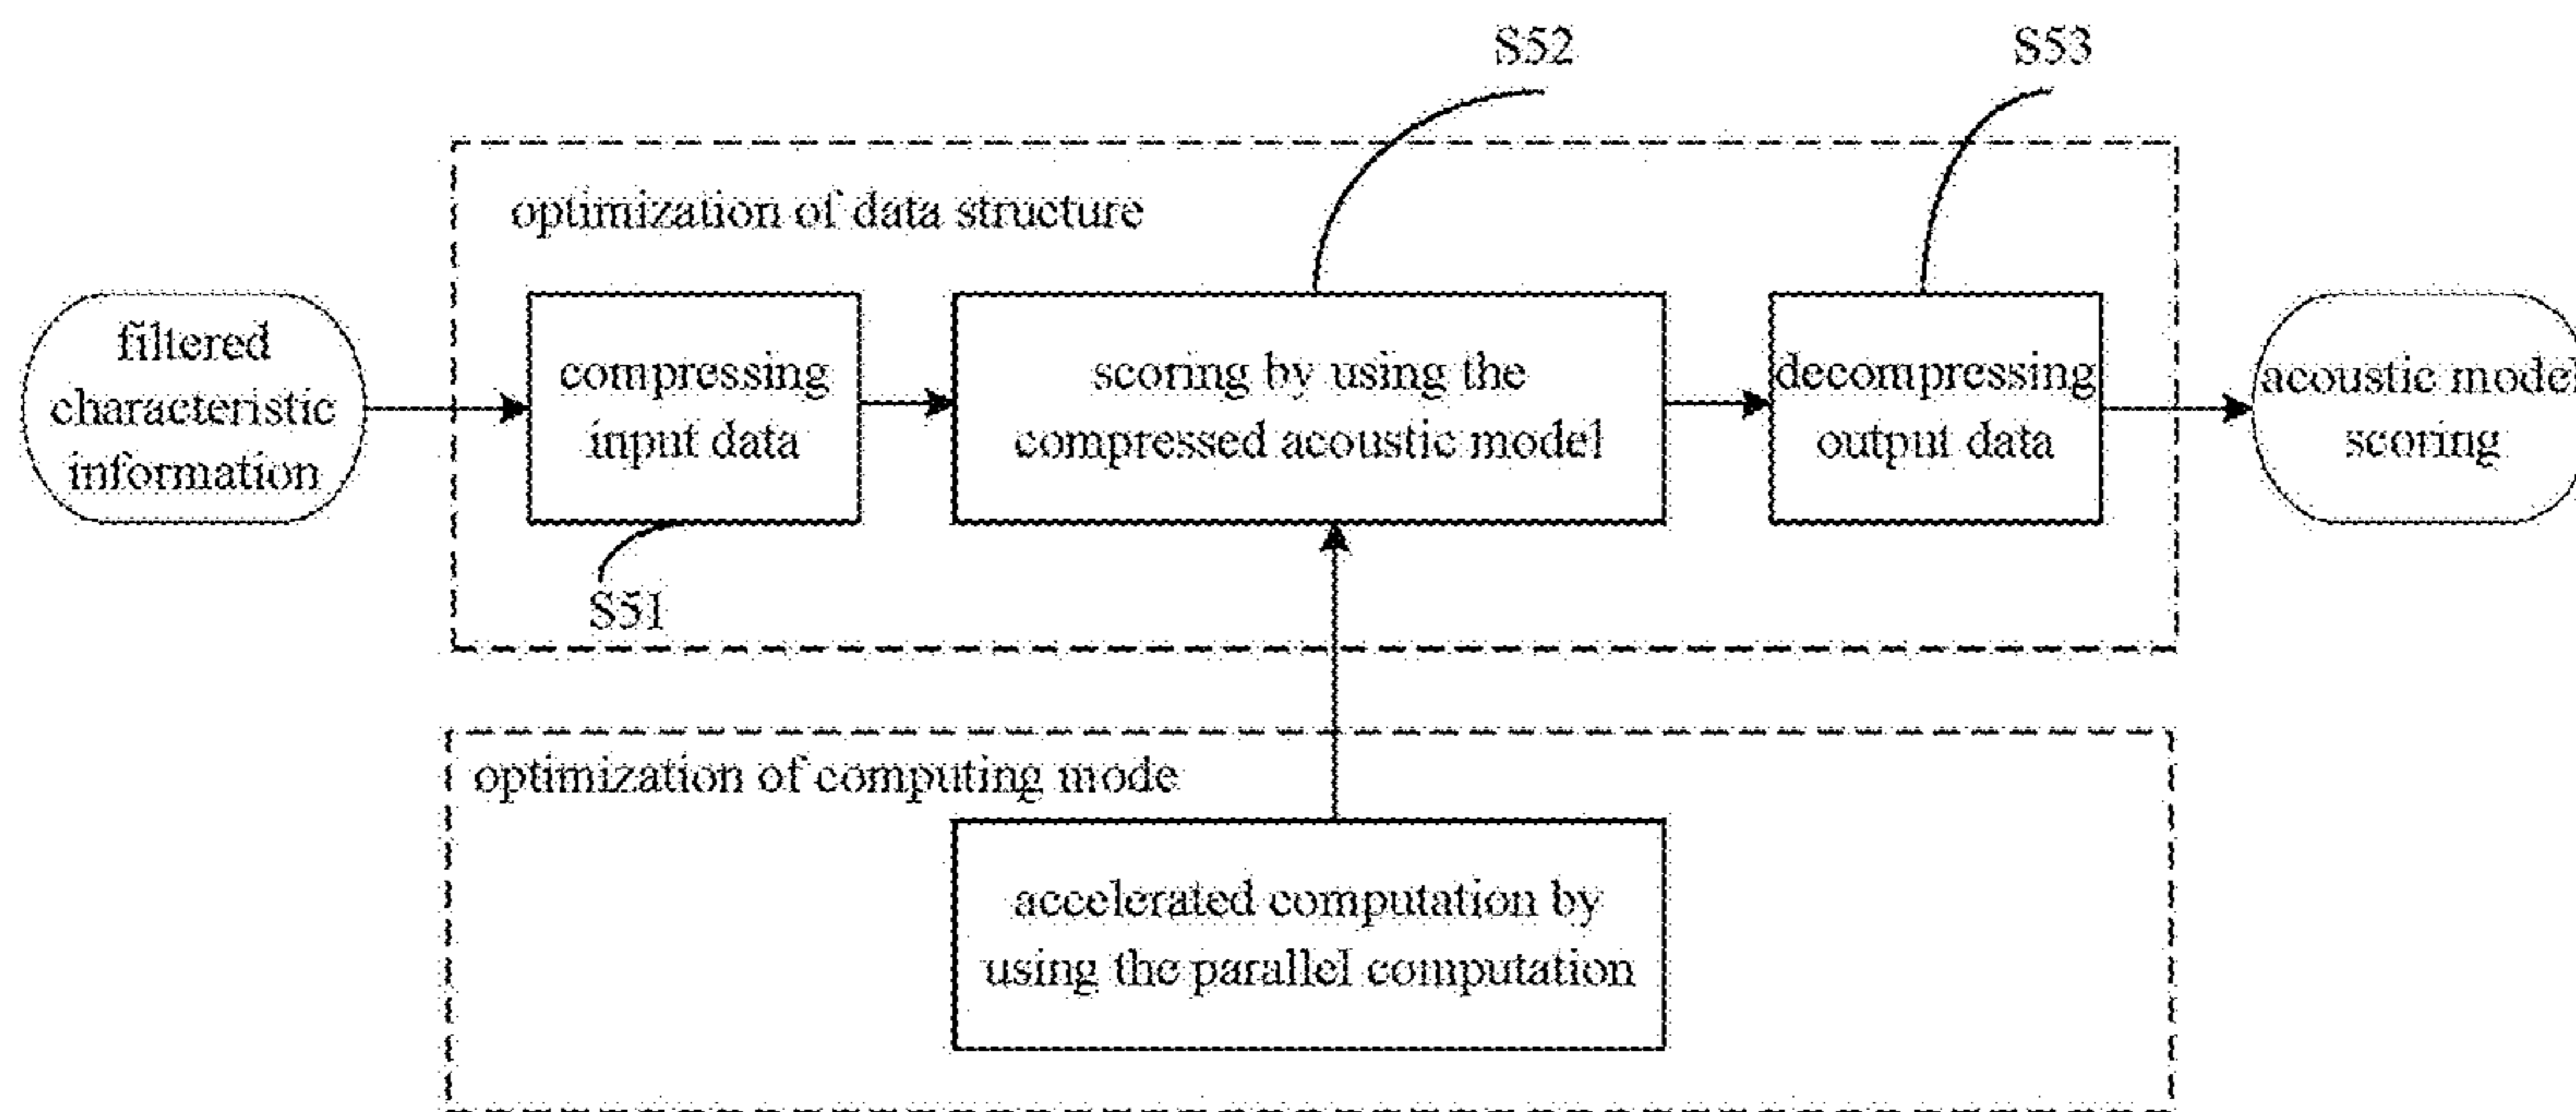 S52
S53
optimization of data structure
filtered
characteristic
information
compressing
input data
scoring by using the
compressed acoustic model
decompressing
output data
acoustic model
scoring
S51
optimization of computing mode
accelerated computation by
using the parallel computation